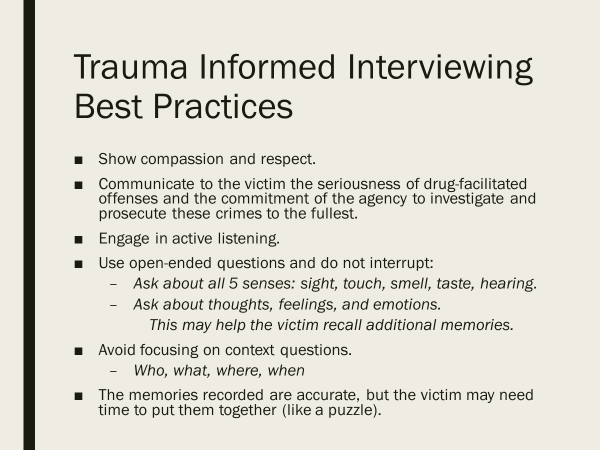 Trauma Informed Interviewing
Best Practices
■ Show compassion and respect.
■ Communicate to the victim the seriousness of drug-facilitated
offenses and the commitment of the agency to investigate and
prosecute these crimes to the fullest.
■ Engage in active listening.
■ Use open-ended questions and do not interrupt:
– Ask about all 5 senses: sight, touch, smell, taste, hearing.
– Ask about thoughts, feelings, and emotions.
This may help the victim recall additional memories.
■ Avoid focusing on context questions.
– Who, what, where, when
■ The memories recorded are accurate, but the victim may need
time to put them together (like a puzzle).